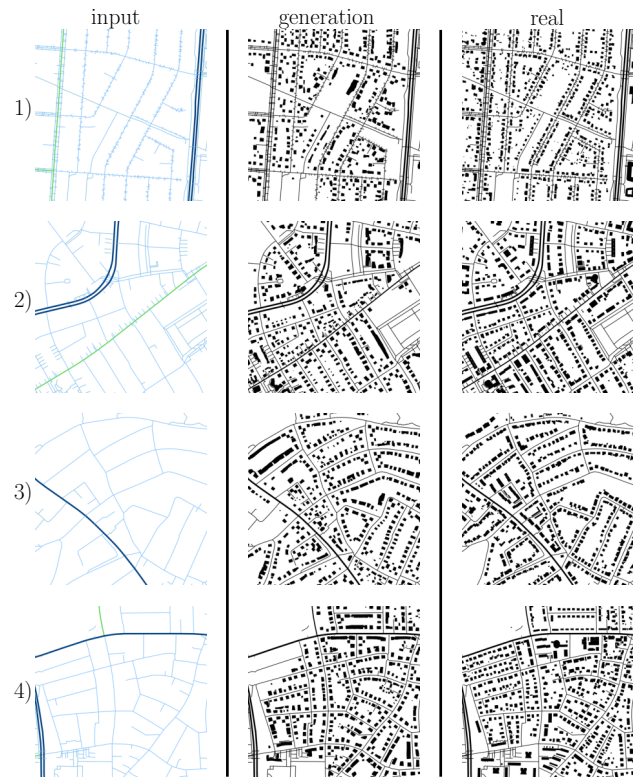 input generation real
1)
2)
3)
4)